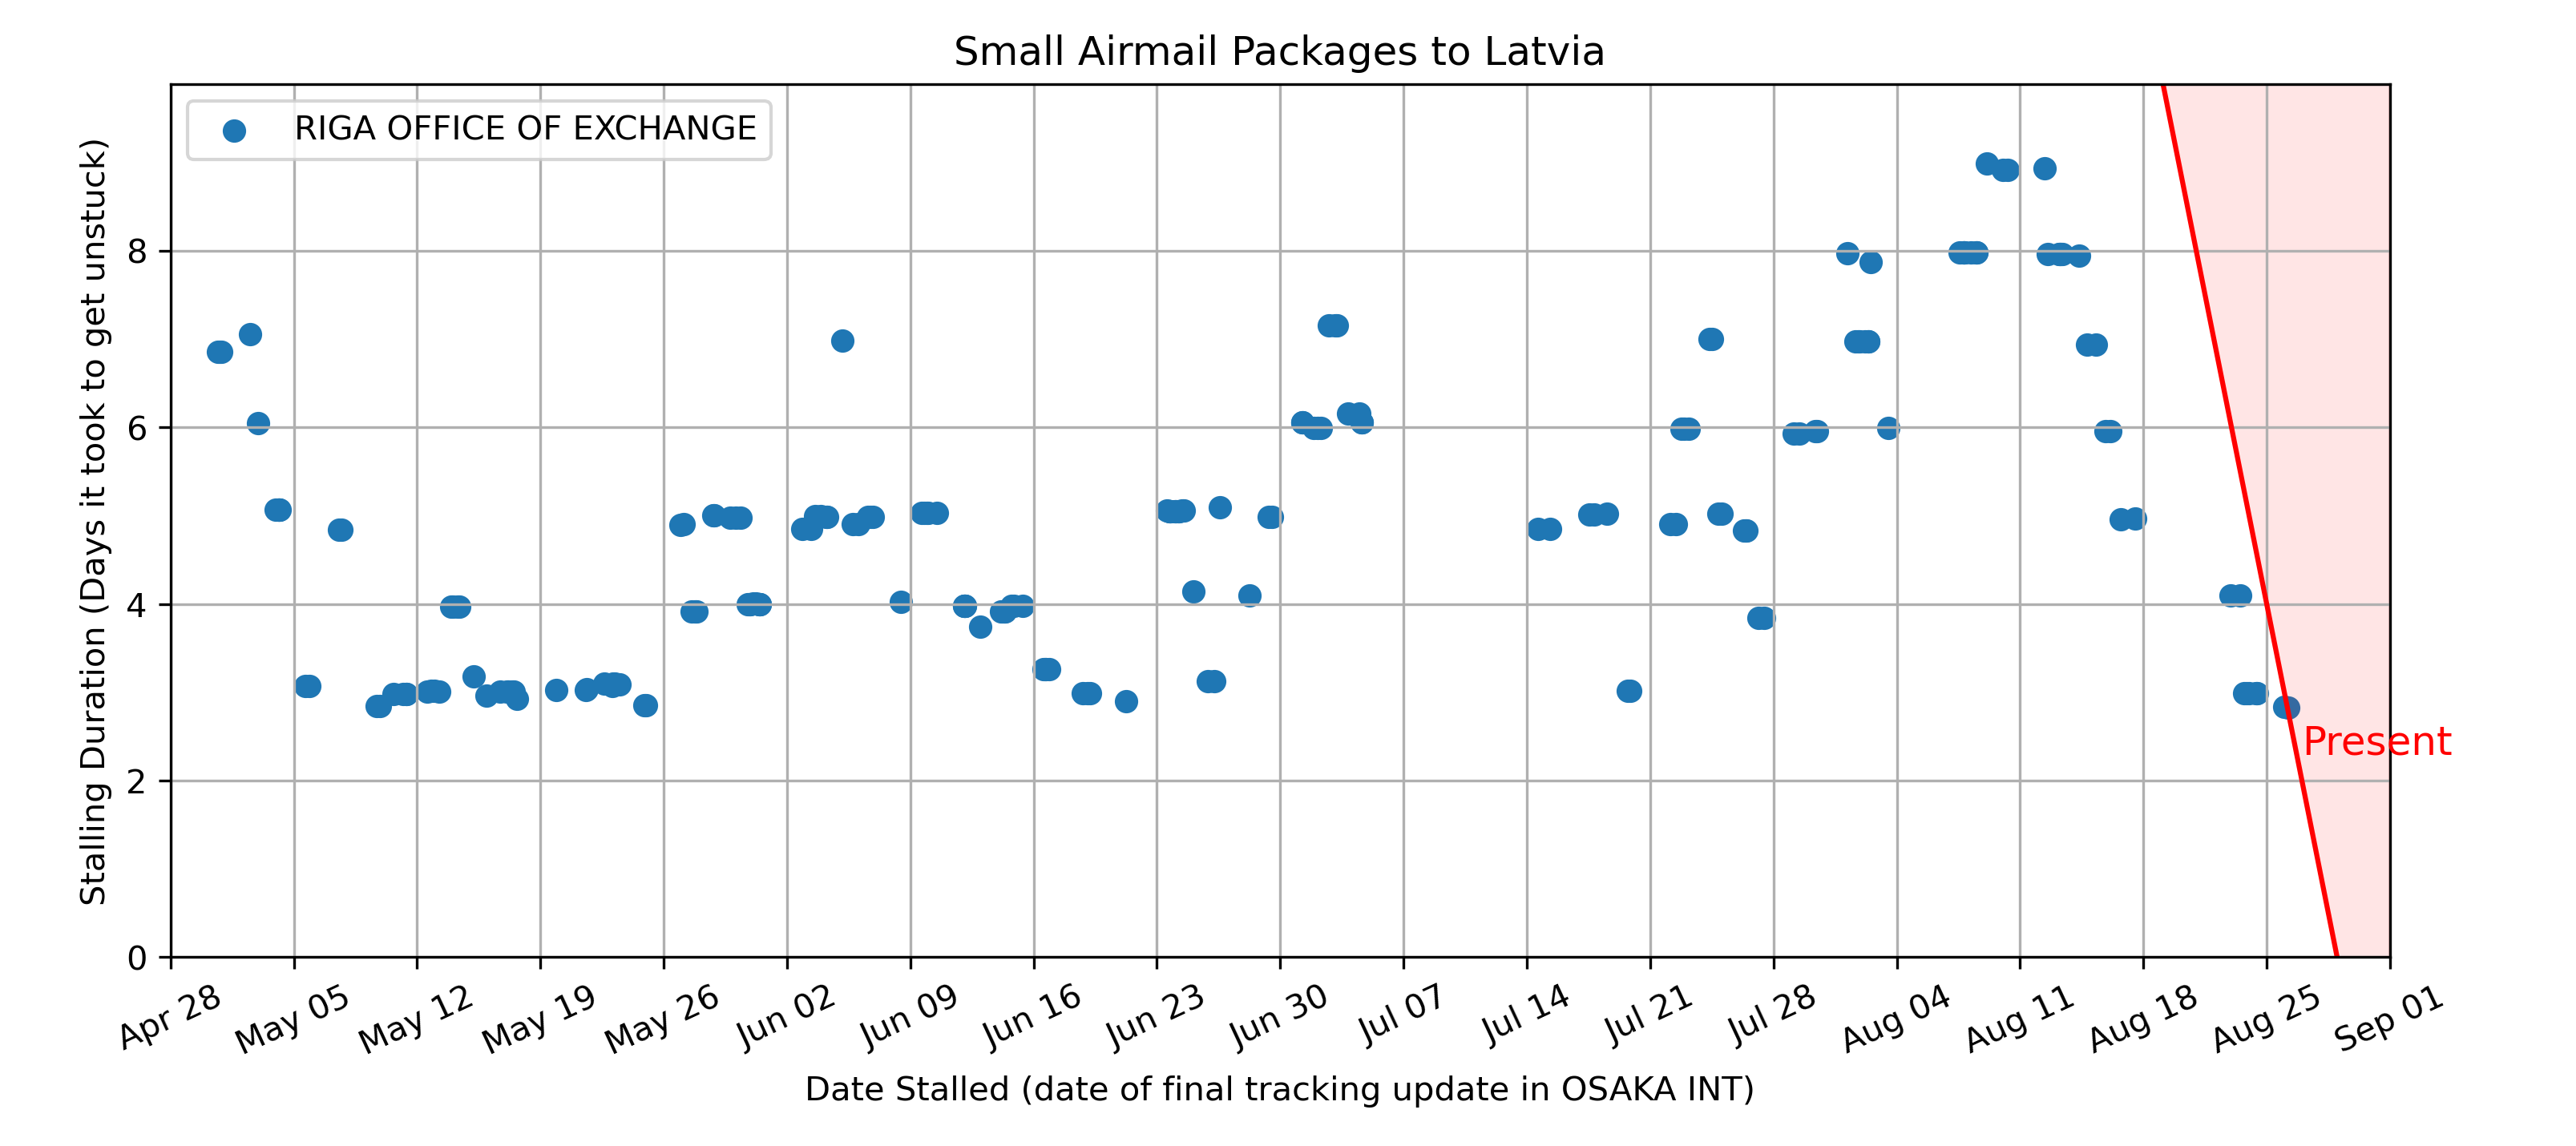 Small Airmail Packages to Latvia
RIGA OFFICE OF EXCHANGE
Stalling Duration (Days it took to get unstuck)
8
6
4
2
0
Present
Apr 28 May 05 May 12 May 19 May 26 Jun 02 Jun 09 Jun 16 Jun 23 Jun 30 Jul 07 Jul 14 Jul 21 Jul 28 Aug 04 Aug 11 Aug 18 Aug 25 Sep 01
Date Stalled (date of final tracking update in OSAKA INT)